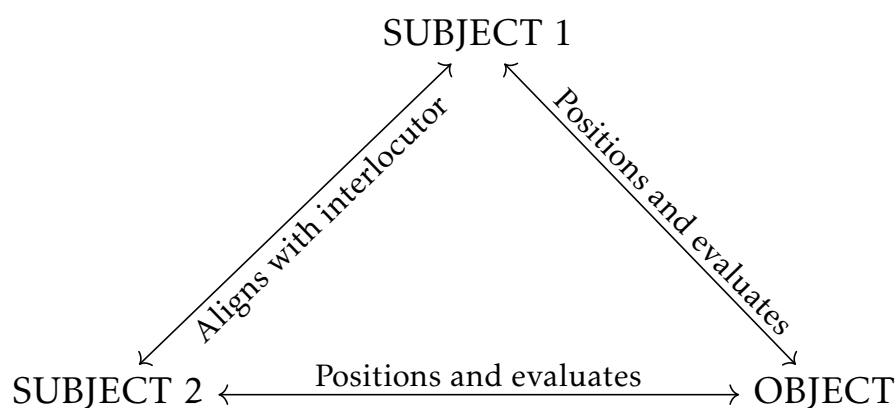 SUBJECT 1
Aligns with interlocutor
Positions and evaluates
SUBJECT 2
Positions and evaluates
OBJECT